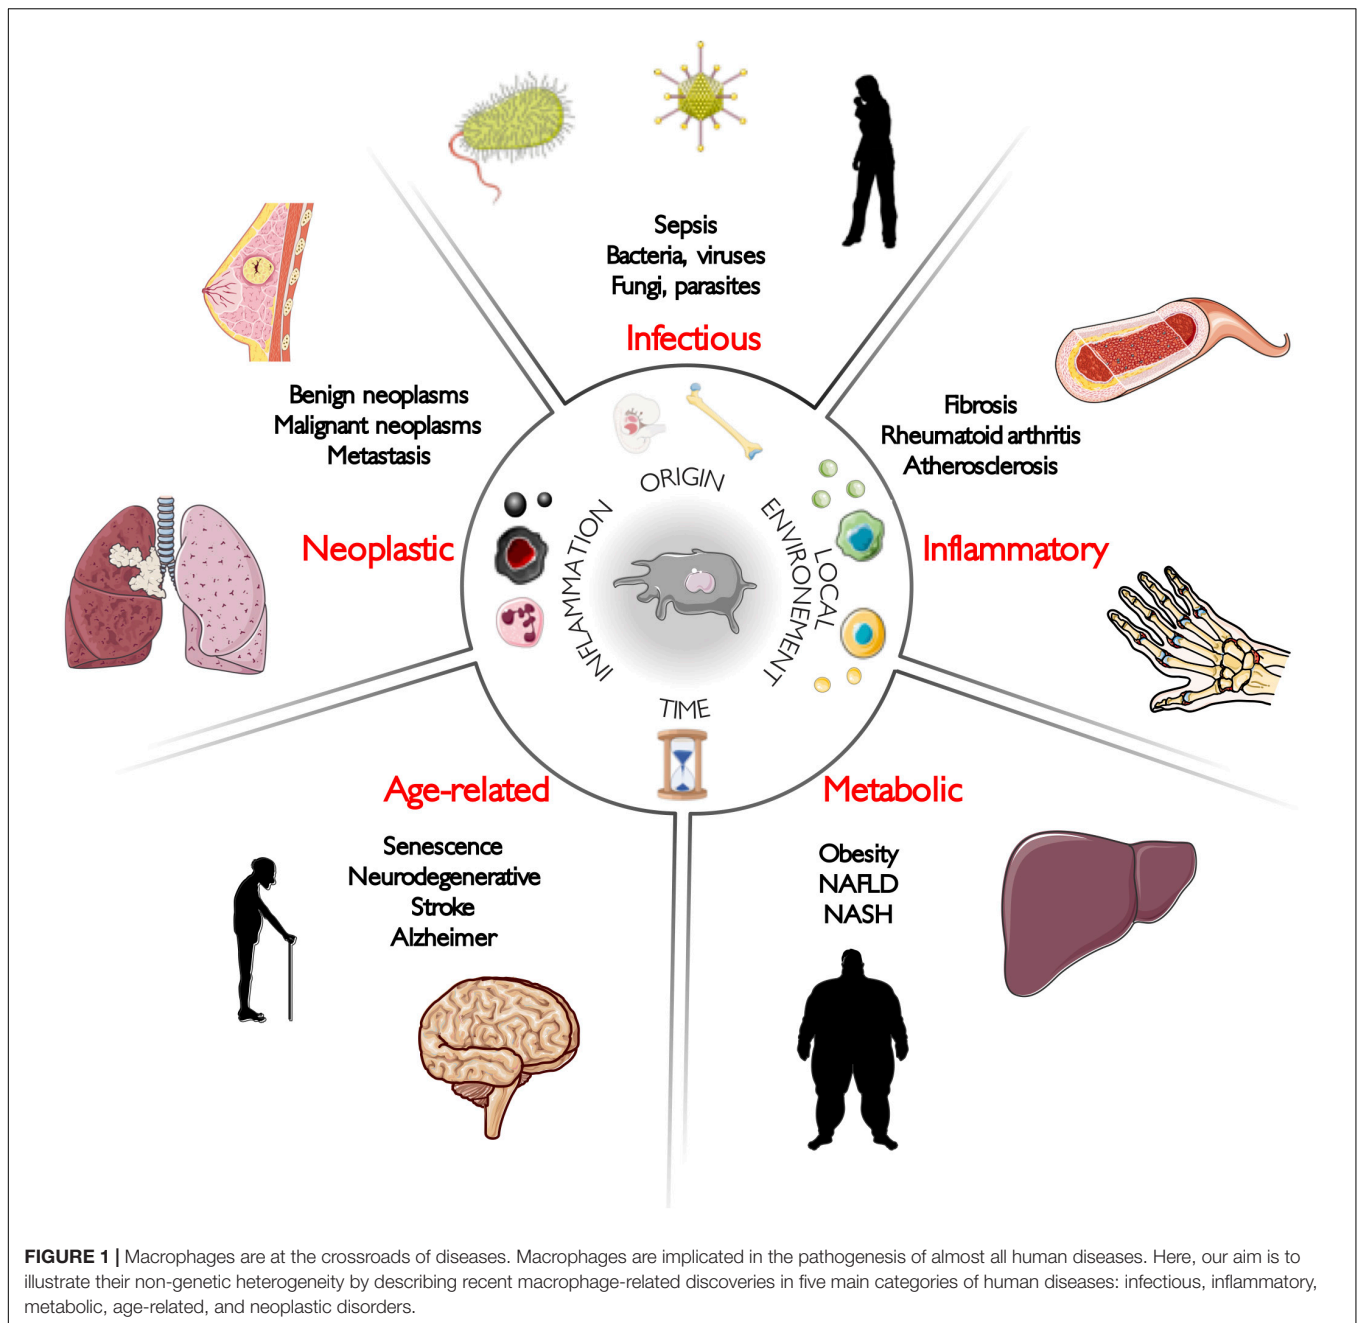 Sepsis
Bacteria, viruses
Fungi, parasites
Infectious
Benign neoplasms
Malignant neoplasms
Metastasis
Neoplastic
Fibrosis
Rheumatoid arthritis
Atherosclerosis
Inflammatory
ORIGIN
INFLAMMATION
LOCAL
ENVIRONEMENT
TIME
Age-related
Senescence
Neurodegenerative
Stroke
Alzheimer
Metabolic
Obesity
NAFLD
NASH
FIGURE 1 | Macrophages are at the crossroads of diseases. Macrophages are implicated in the pathogenesis of almost all human diseases. Here, our aim is to
illustrate their non-genetic heterogeneity by describing recent macrophage-related discoveries in five main categories of human diseases: infectious, inflammatory,
metabolic, age-related, and neoplastic disorders.